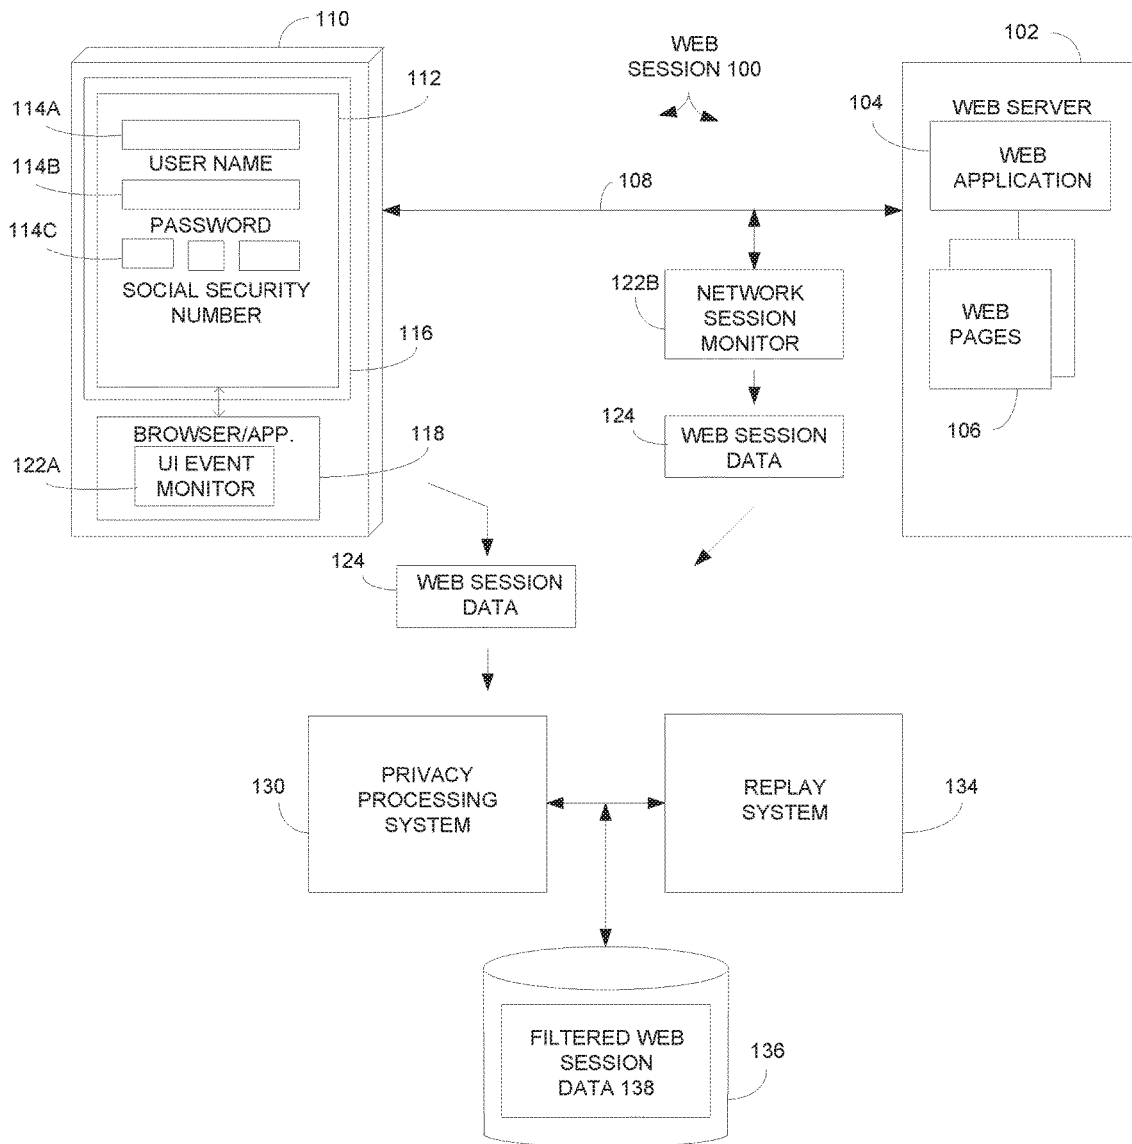 110
WEB
SESSION 100
102
112
104
WEB SERVER
WEB
APPLICATION
114A
USER NAME
114B
PASSWORD
108
114C
SOCIAL SECURITY
NUMBER
122B
NETWORK
SESSION
MONITOR
WEB
PAGES
116
106
BROWSER/APP.
118
122A
UI EVENT
MONITOR
124
WEB SESSION
DATA
124
WEB SESSION
DATA
130
PRIVACY
PROCESSING
SYSTEM
REPLAY
SYSTEM
134
FILTERED WEB
SESSION
DATA 138
136